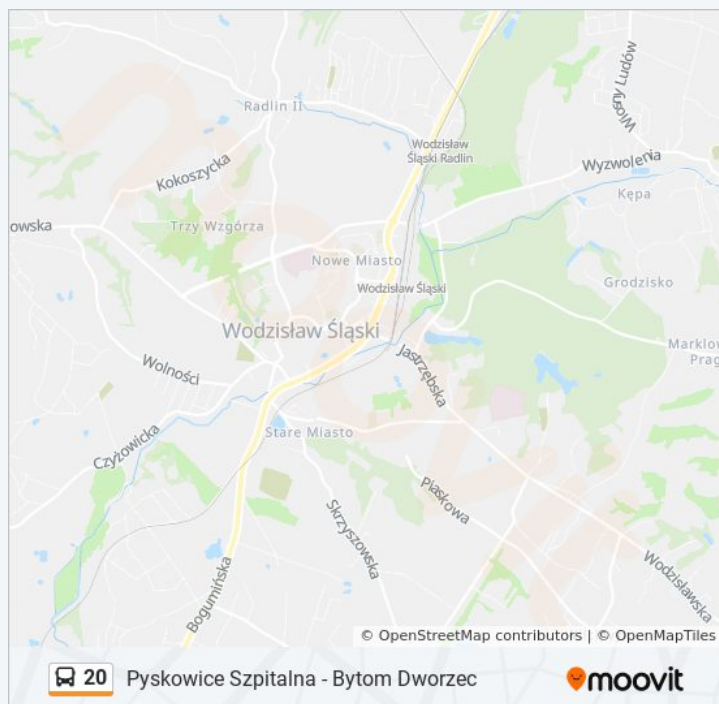 Radlin II
Wodzisław
Śląski Radlin
Winsry Ludów
Wyzwolenia
Kokoszycka
Kępa
owska
Trzy Wzgórza
Nowe Miasto
Grodzisko
Wodzisław Śląski
Wodzisław Śląski
Marklow
Prag
Jastrzębska
Wolności
Stare Miasto
Czyżowicka
Piaskowa
Skrzyszowska
Wodzisławska
Bogumińska
© OpenStreetMap contributors | © OpenMapTiles
20 Pyskowice Szpitalna - Bytom Dworzec moovit